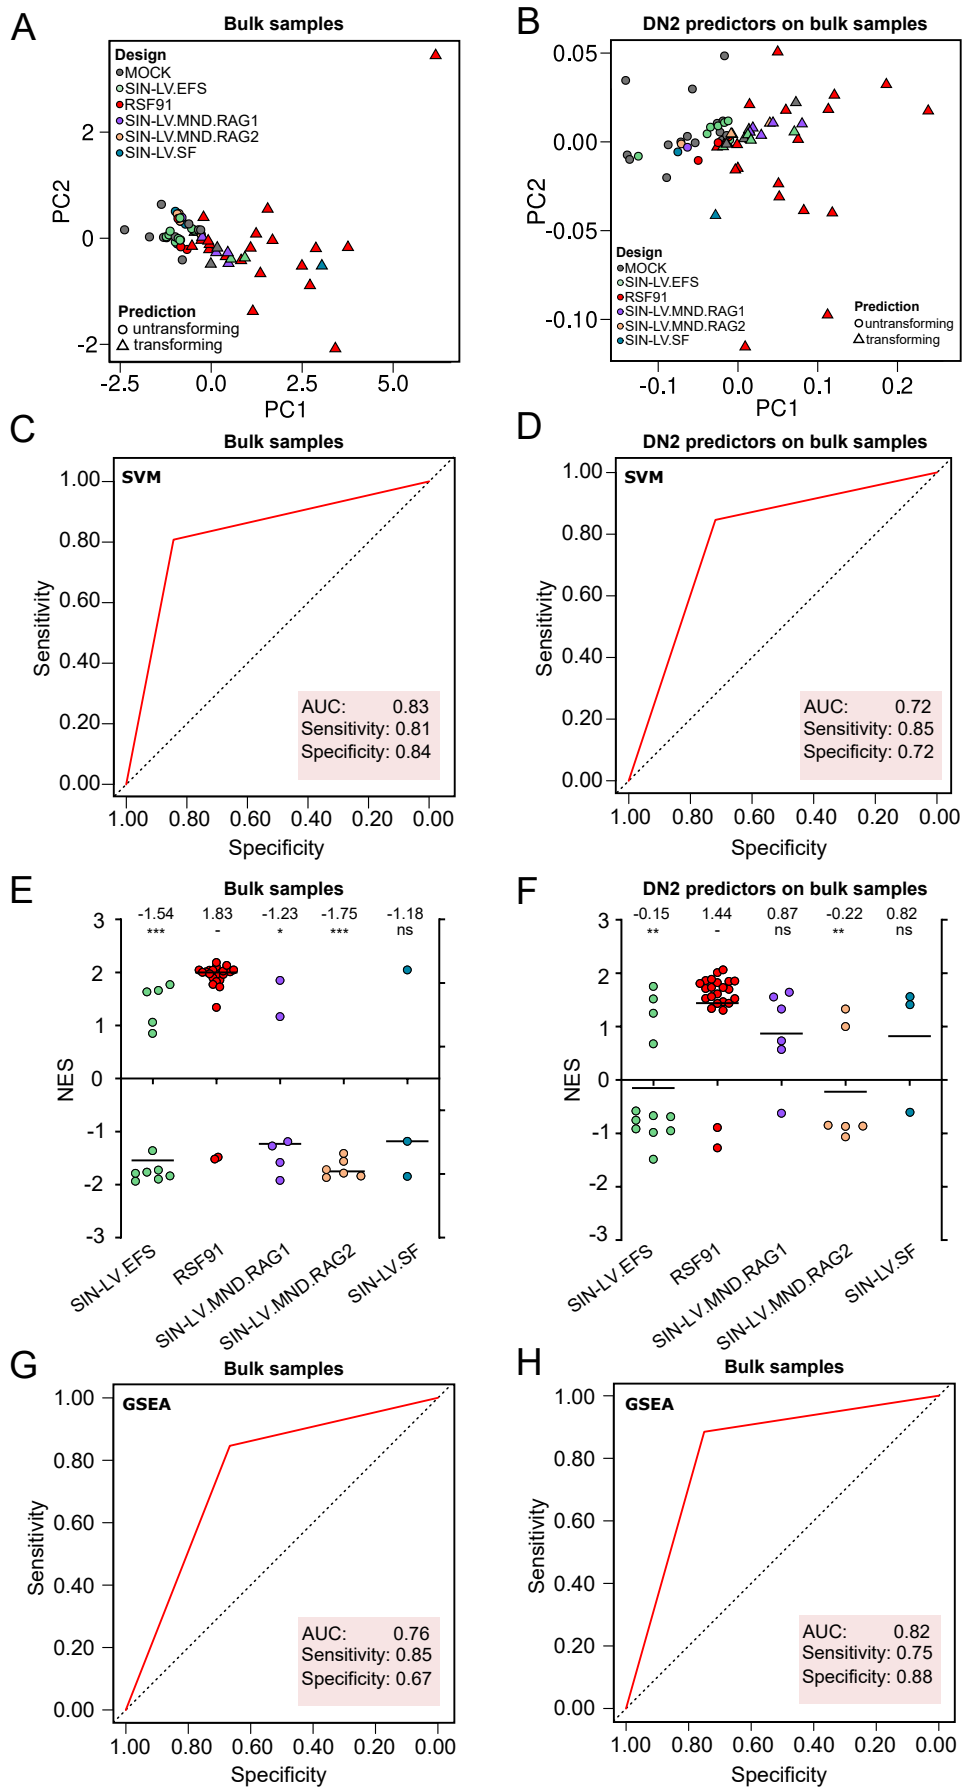 A
Bulk samples
Design
MOCK
SIN-LV.EFS
RSF91
SIN-LV.MND.RAG1
SIN-LV.MND.RAG2
SIN-LV.SF
Prediction
untransforming
transforming
PC2
2
0
-2
-2.5
0.0
2.5
5.0
PC1
B
DN2 predictors on bulk samples
PC2
0.05
0.00
-0.05
-0.10
Design
MOCK
SIN-LV.EFS
RSF91
SIN-LV.MND.RAG1
SIN-LV.MND.RAG2
SIN-LV.SF
Prediction
untransforming
transforming
-0.1
0.0
0.1
0.2
PC1
C
Bulk samples
SVM
Sensitivity
1.00
0.80
0.60
0.40
0.20
0.00
AUC: 0.83
Sensitivity: 0.81
Specificity: 0.84
1.00 0.80 0.60 0.40 0.20 0.00
Specificity
D
DN2 predictors on bulk samples
SVM
Sensitivity
1.00
0.80
0.60
0.40
0.20
0.00
AUC: 0.72
Sensitivity: 0.85
Specificity: 0.72
1.00 0.80 0.60 0.40 0.20 0.00
Specificity
E
Bulk samples
-1.54 1.83 -1.23 -1.75 -1.18
*** - * *** ns
NES
3
2
1
0
-1
-2
-3
SIN-LV.EFS
RSF91
SIN-LV.MND.RAG1
SIN-LV.MND.RAG2
SIN-LV.SF
F
DN2 predictors on bulk samples
-0.15 1.44 0.87 -0.22 0.82
** - ns ** ns
NES
3
2
1
0
-1
-2
-3
SIN-LV.EFS
RSF91
SIN-LV.MND.RAG1
SIN-LV.MND.RAG2
SIN-LV.SF
G
Bulk samples
GSEA
Sensitivity
1.00
0.80
0.60
0.40
0.20
0.00
AUC: 0.76
Sensitivity: 0.85
Specificity: 0.67
1.00 0.80 0.60 0.40 0.20 0.00
Specificity
H
Bulk samples
GSEA
Sensitivity
1.00
0.80
0.60
0.40
0.20
0.00
AUC: 0.82
Sensitivity: 0.75
Specificity: 0.88
1.00 0.80 0.60 0.40 0.20 0.00
Specificity